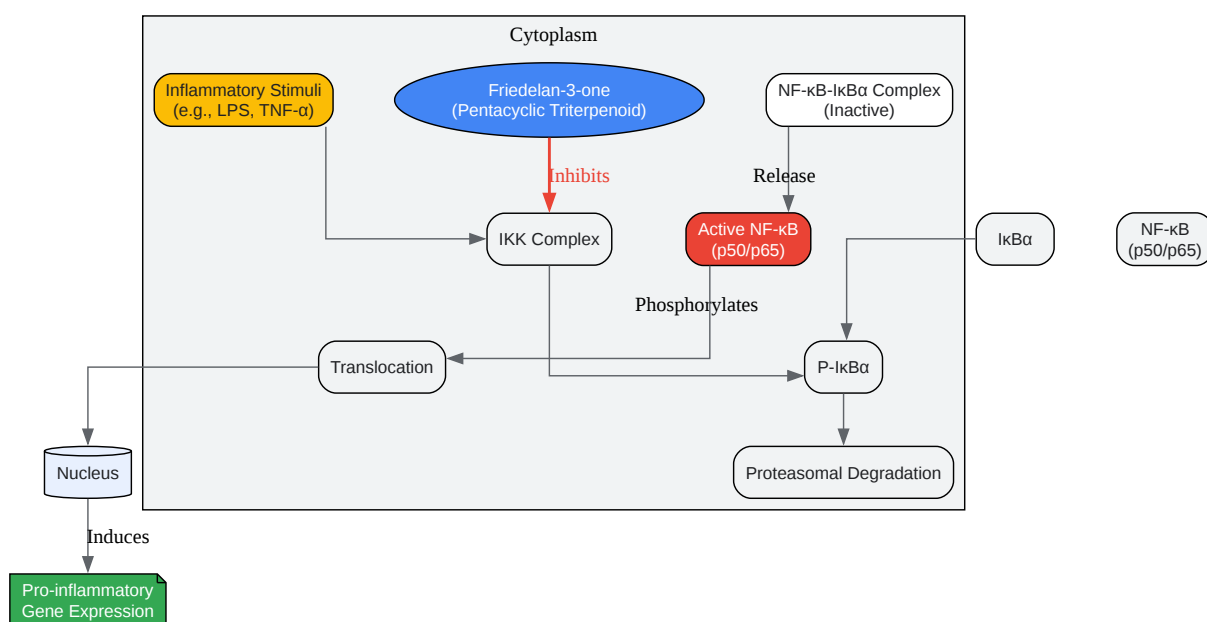 Cytoplasm
Inflammatory Stimuli
(e.g., LPS, TNF-α)
Friedelan-3-one
(Pentacyclic Triterpenoid)
NF-κB-IκBα Complex
(Inactive)
Inhibits
Release
IKK Complex
Active NF-κB
(p50/p65)
IκBα
NF-κB
(p50/p65)
Phosphorylates
Translocation
P-IκBα
Nucleus
Proteasomal Degradation
Induces
Pro-inflammatory
Gene Expression